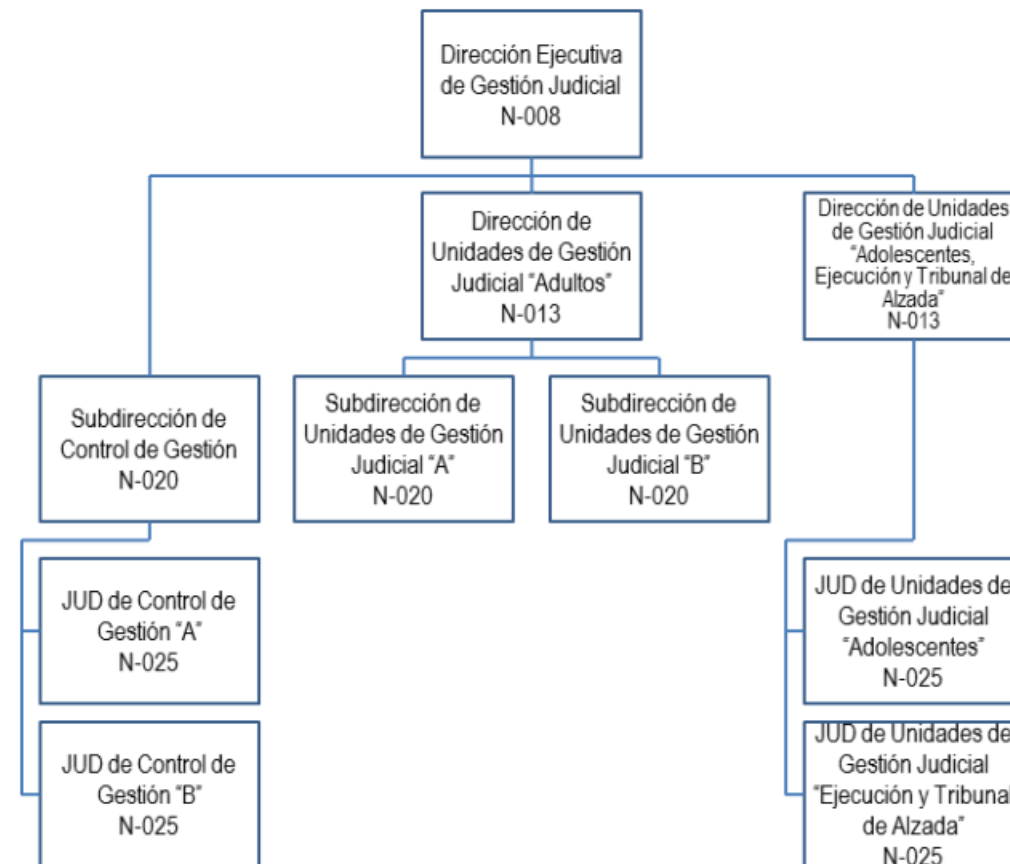 Dirección Ejecutiva
de Gestión Judicial
N-008
Dirección de
Unidades de Gestión
Judicial “Adultos”
N-013
Dirección de Unidades
de Gestión Judicial
“Adolescentes,
Ejecución y Tribunal de
Alzada”
N-013
Subdirección de
Control de Gestión
N-020
Subdirección de
Unidades de Gestión
Judicial “A”
N-020
Subdirección de
Unidades de Gestión
Judicial “B”
N-020
JUD de Control de
Gestión “A”
N-025
JUD de Unidades de
Gestión Judicial
“Adolescentes”
N-025
JUD de Control de
Gestión “B”
N-025
JUD de Unidades de
Gestión Judicial
“Ejecución y Tribunal
de Alzada”
N-025